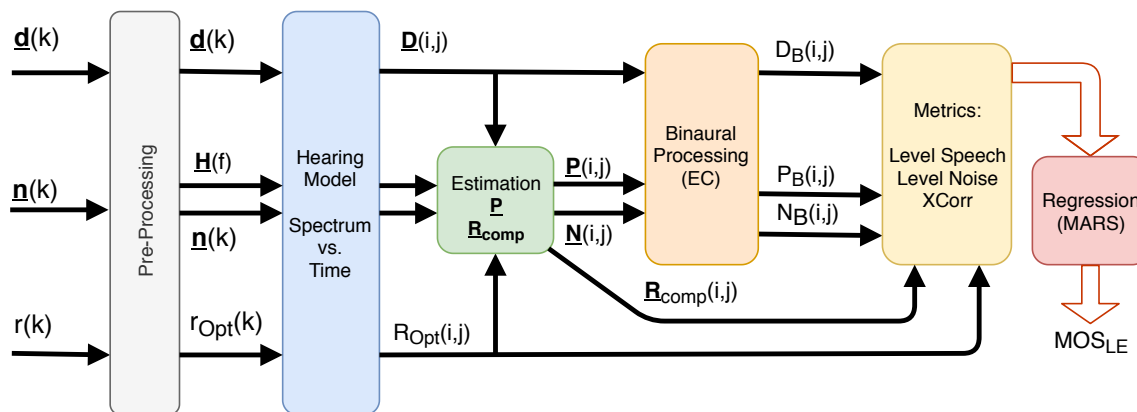 d(k)
n(k)
r(k)
Pre-Processing
d(k)
H(f)
n(k)
rOpt(k)
Hearing
Model
Spectrum
vs.
Time
D(i,j)
ROpt(i,j)
Estimation
P
Rcomp
P(i,j)
N(i,j)
Rcomp(i,j)
Binaural
Processing
(EC)
DB(i,j)
PB(i,j)
NB(i,j)
Metrics:
Level Speech
Level Noise
XCorr
Regression
(MARS)
MOSLE